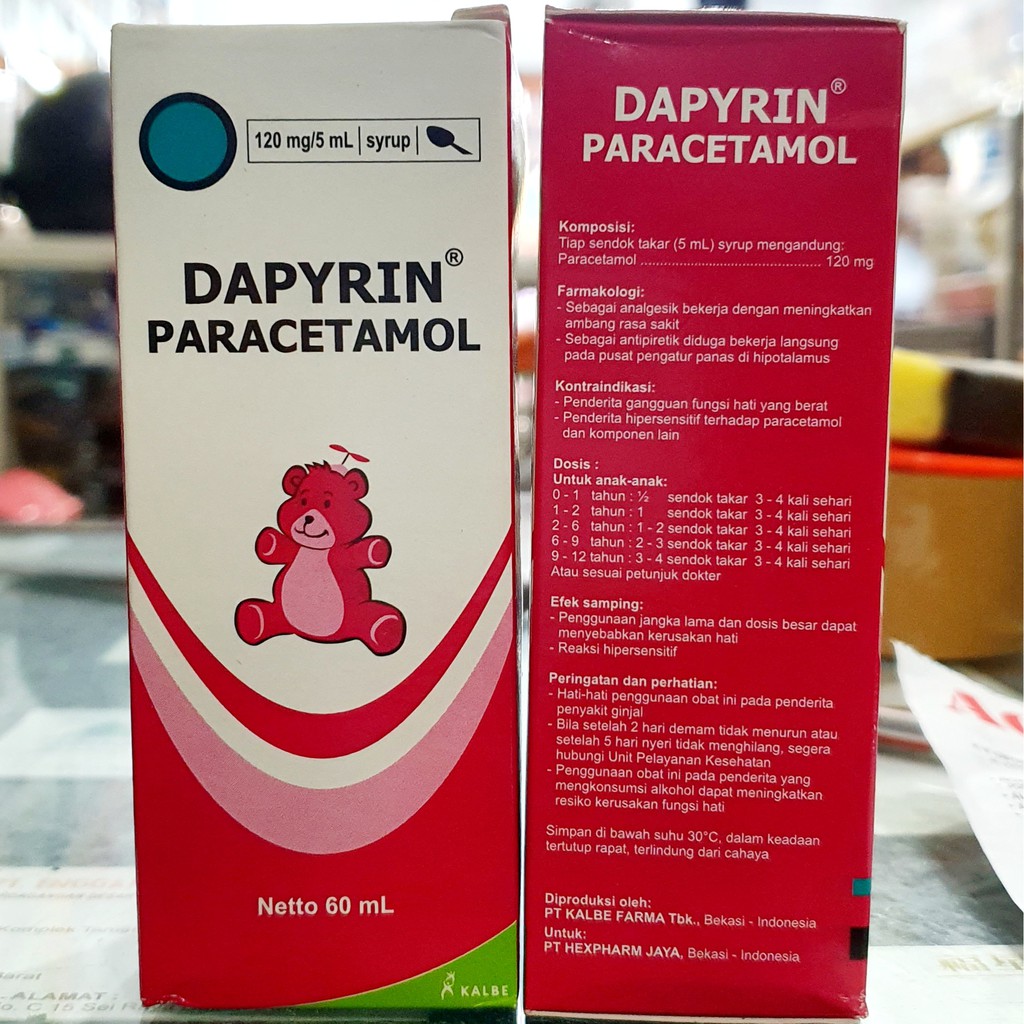 120 mg/5 mL | syrup |
DAPYRIN®
PARACETAMOL
Netto 60 mL
KALBE
DAPYRIN®
PARACETAMOL
Komposisi:
Tiap sendok takar (5 mL) syrup mengandung:
Paracetamol ............................................... 120 mg
Farmakologi:
- Sebagai analgesik bekerja dengan meningkatkan
ambang rasa sakit
- Sebagai antipiretik diduga bekerja langsung
pada pusat pengatur panas di hipotalamus
Kontraindikasi:
- Penderita gangguan fungsi hati yang berat
- Penderita hipersensitif terhadap paracetamol
dan komponen lain
Dosis :
Untuk anak-anak:
0 - 1 tahun : ½ sendok takar 3 - 4 kali sehari
1 - 2 tahun : 1 sendok takar 3 - 4 kali sehari
2 - 6 tahun : 1 - 2 sendok takar 3 - 4 kali sehari
6 - 9 tahun : 2 - 3 sendok takar 3 - 4 kali sehari
9 - 12 tahun : 3 - 4 sendok takar 3 - 4 kali sehari
Atau sesuai petunjuk dokter
Efek samping:
- Penggunaan jangka lama dan dosis besar dapat
menyebabkan kerusakan hati
- Reaksi hipersensitif
Peringatan dan perhatian:
- Hati-hati penggunaan obat ini pada penderita
penyakit ginjal
- Bila setelah 2 hari demam tidak menurun atau
setelah 5 hari nyeri tidak menghilang, segera
hubungi Unit Pelayanan Kesehatan
- Penggunaan obat ini pada penderita yang
mengkonsumsi alkohol dapat meningkatkan
resiko kerusakan fungsi hati
Simpan di bawah suhu 30°C, dalam keadaan
tertutup rapat, terlindung dari cahaya
Diproduksi oleh:
PT KALBE FARMA Tbk., Bekasi - Indonesia
Untuk:
PT HEXPHARM JAYA, Bekasi - Indonesia
ALAMAT :